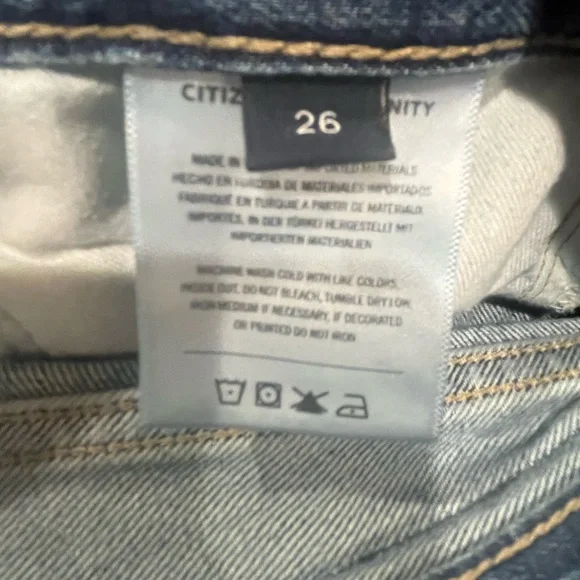 CITIZ NITY
26
MADE IN IMPORTED MATERIALS
HECHO EN TURQUIA DE MATERIALES IMPORTADOS
FABRIQUÉ EN TURQUIE A PARTIR DE MATERIAUX
IMPORTES, IN DER TÜRKEI HERGESTELLT MIT
IMPORTIERTEN MATERIALIEN
MACHINE WASH COLD WITH LIKE COLORS,
INSIDE OUT. DO NOT BLEACH, TUMBLE DRY LOW.
IRON MEDIUM IF NECESSARY, IF DECORATED
OR PRINTED DO NOT IRON